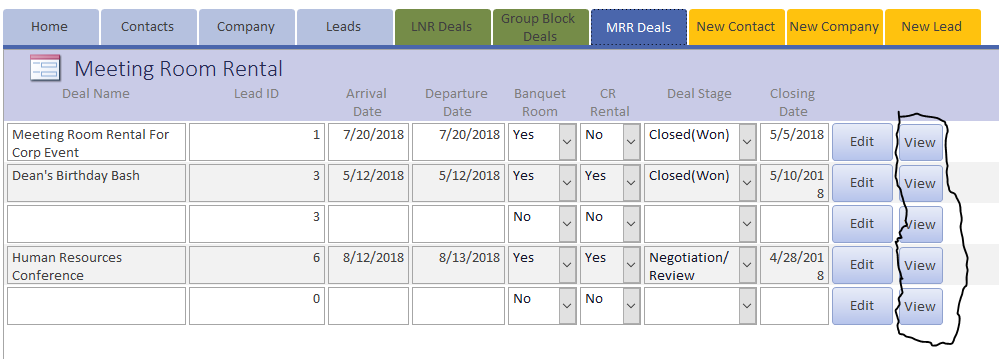 Home Contacts Company Leads LNR Deals Group Block Deals MRR Deals New Contact New Company New Lead
Meeting Room Rental
Deal Name Lead ID Arrival Date Departure Date Banquet Room CR Rental Deal Stage Closing Date
Meeting Room Rental For Corp Event 1 7/20/2018 7/20/2018 Yes No Closed(Won) 5/5/2018 Edit View
Dean's Birthday Bash 3 5/12/2018 5/12/2018 Yes Yes Closed(Won) 5/10/2018 Edit View
3 No No Edit View
Human Resources Conference 6 8/12/2018 8/13/2018 Yes Yes Negotiation/Review 4/28/2018 Edit View
0 No No Edit View